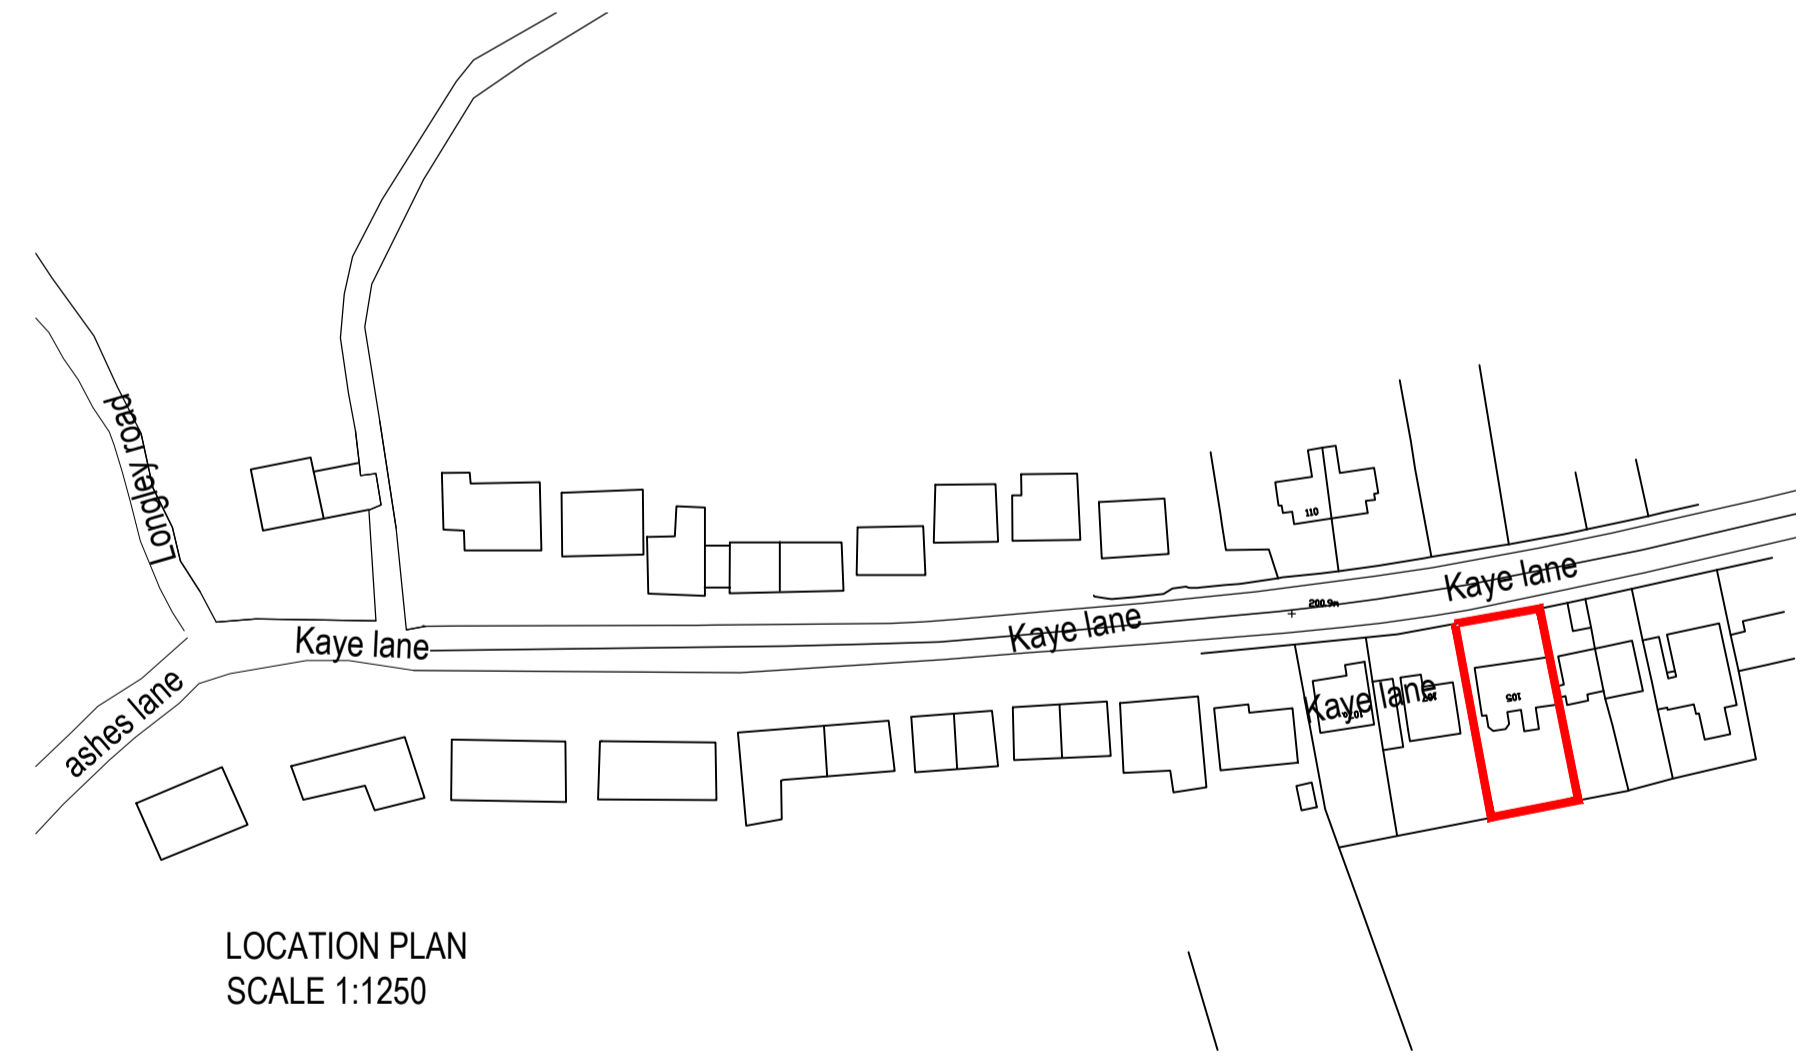 Longley road
110
Kaye lane
200.9m
Kaye lane
Kaye lane
ashes lane
Kaye lane
107
105
LOCATION PLAN
SCALE 1:1250